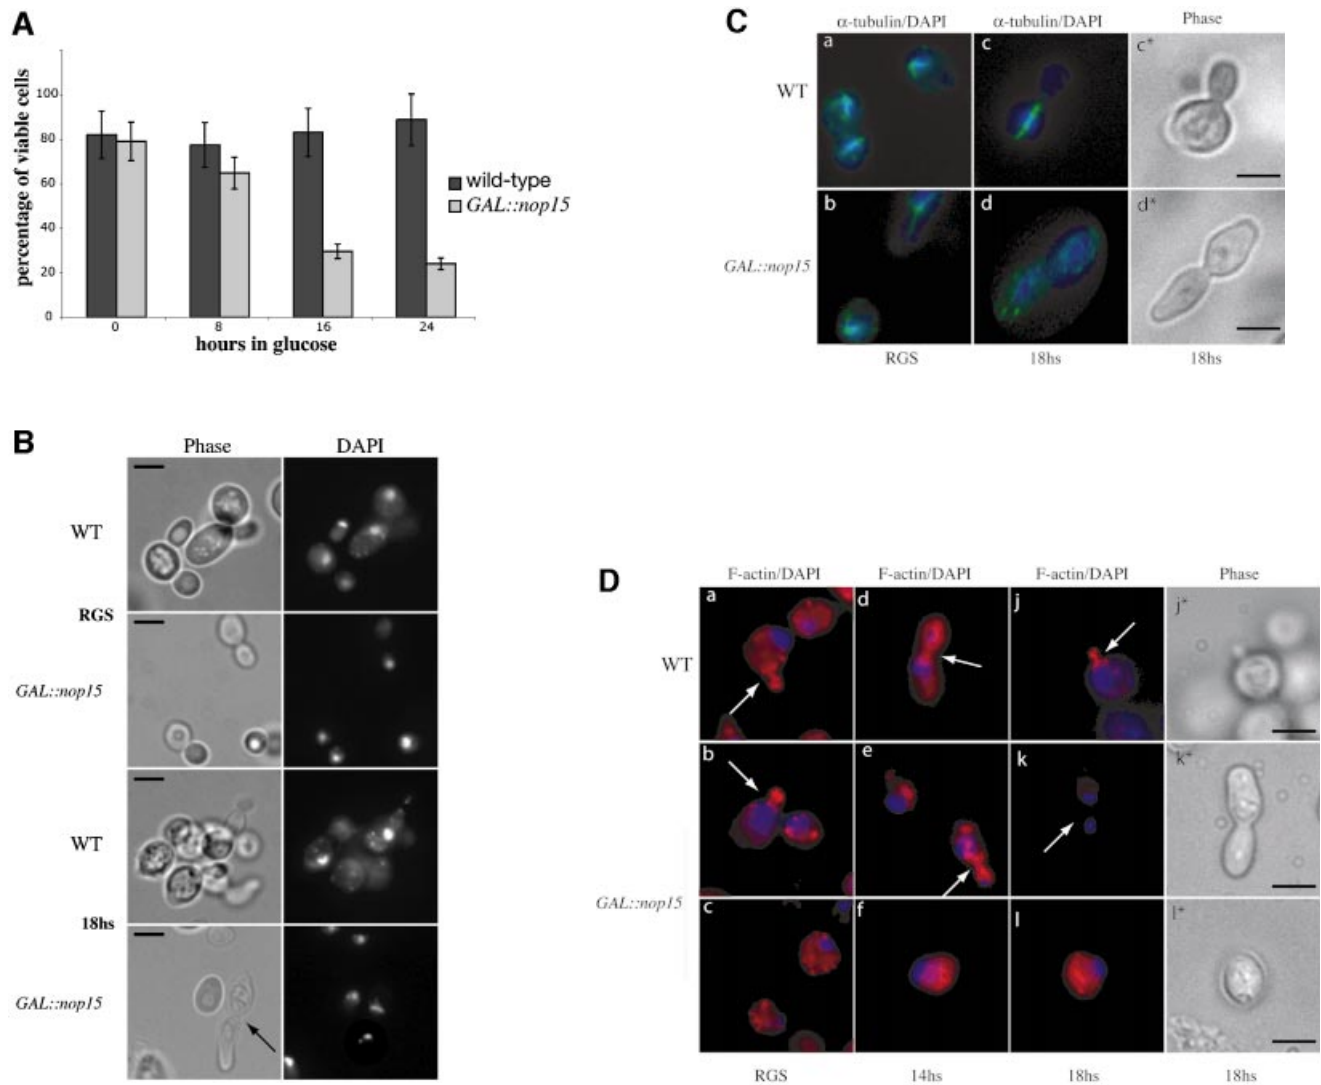 A
percentage of viable cells
100
80
60
40
20
0
0 8 16 24
hours in glucose
wild-type
GAL::nop15
B
Phase DAPI
WT
RGS
GAL::nop15
WT
18hs
GAL::nop15
C
α-tubulin/DAPI α-tubulin/DAPI Phase
WT
a c c*
GAL::nop15
b d d*
RGS 18hs 18hs
D
F-actin/DAPI F-actin/DAPI F-actin/DAPI Phase
WT
a d j j*
b e k k*
GAL::nop15
c f l l*
RGS 14hs 18hs 18hs